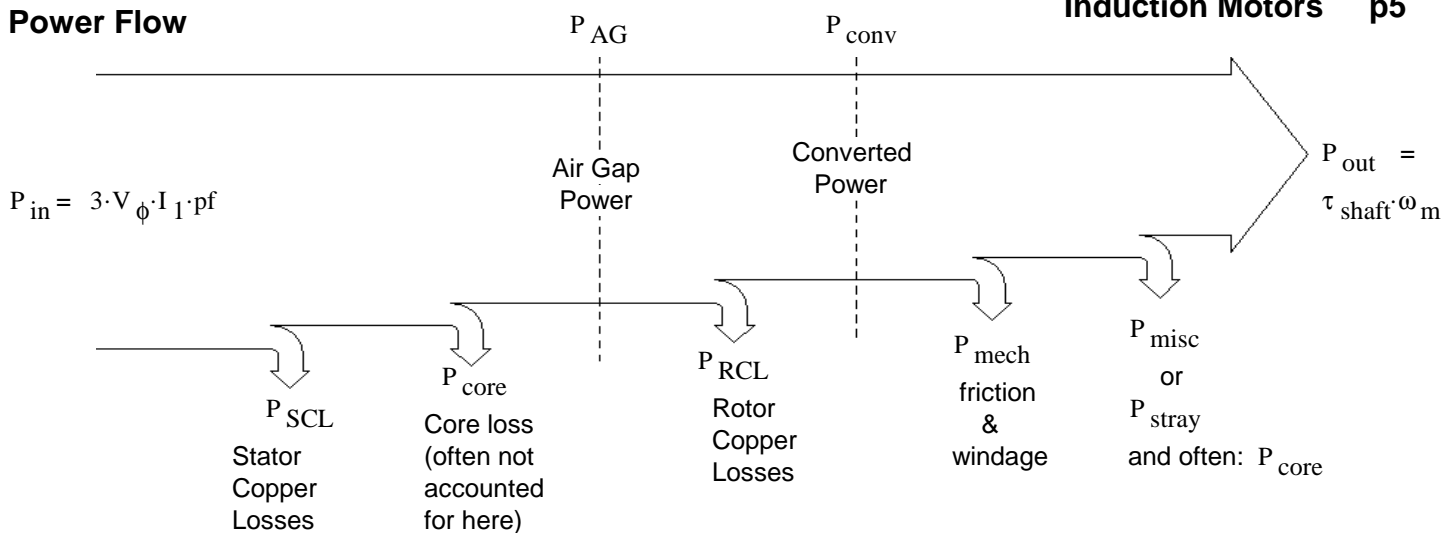 Power Flow
Induction Motors p5
P AG
P conv
Air Gap
Power
Converted
Power
P in = 3·V ϕ·I 1·pf
P out =
τ shaft·ω m
P SCL
Stator
Copper
Losses
P core
Core loss
(often not
accounted
for here)
P RCL
Rotor
Copper
Losses
P mech
friction
&
windage
P misc
or
P stray
and often: P core